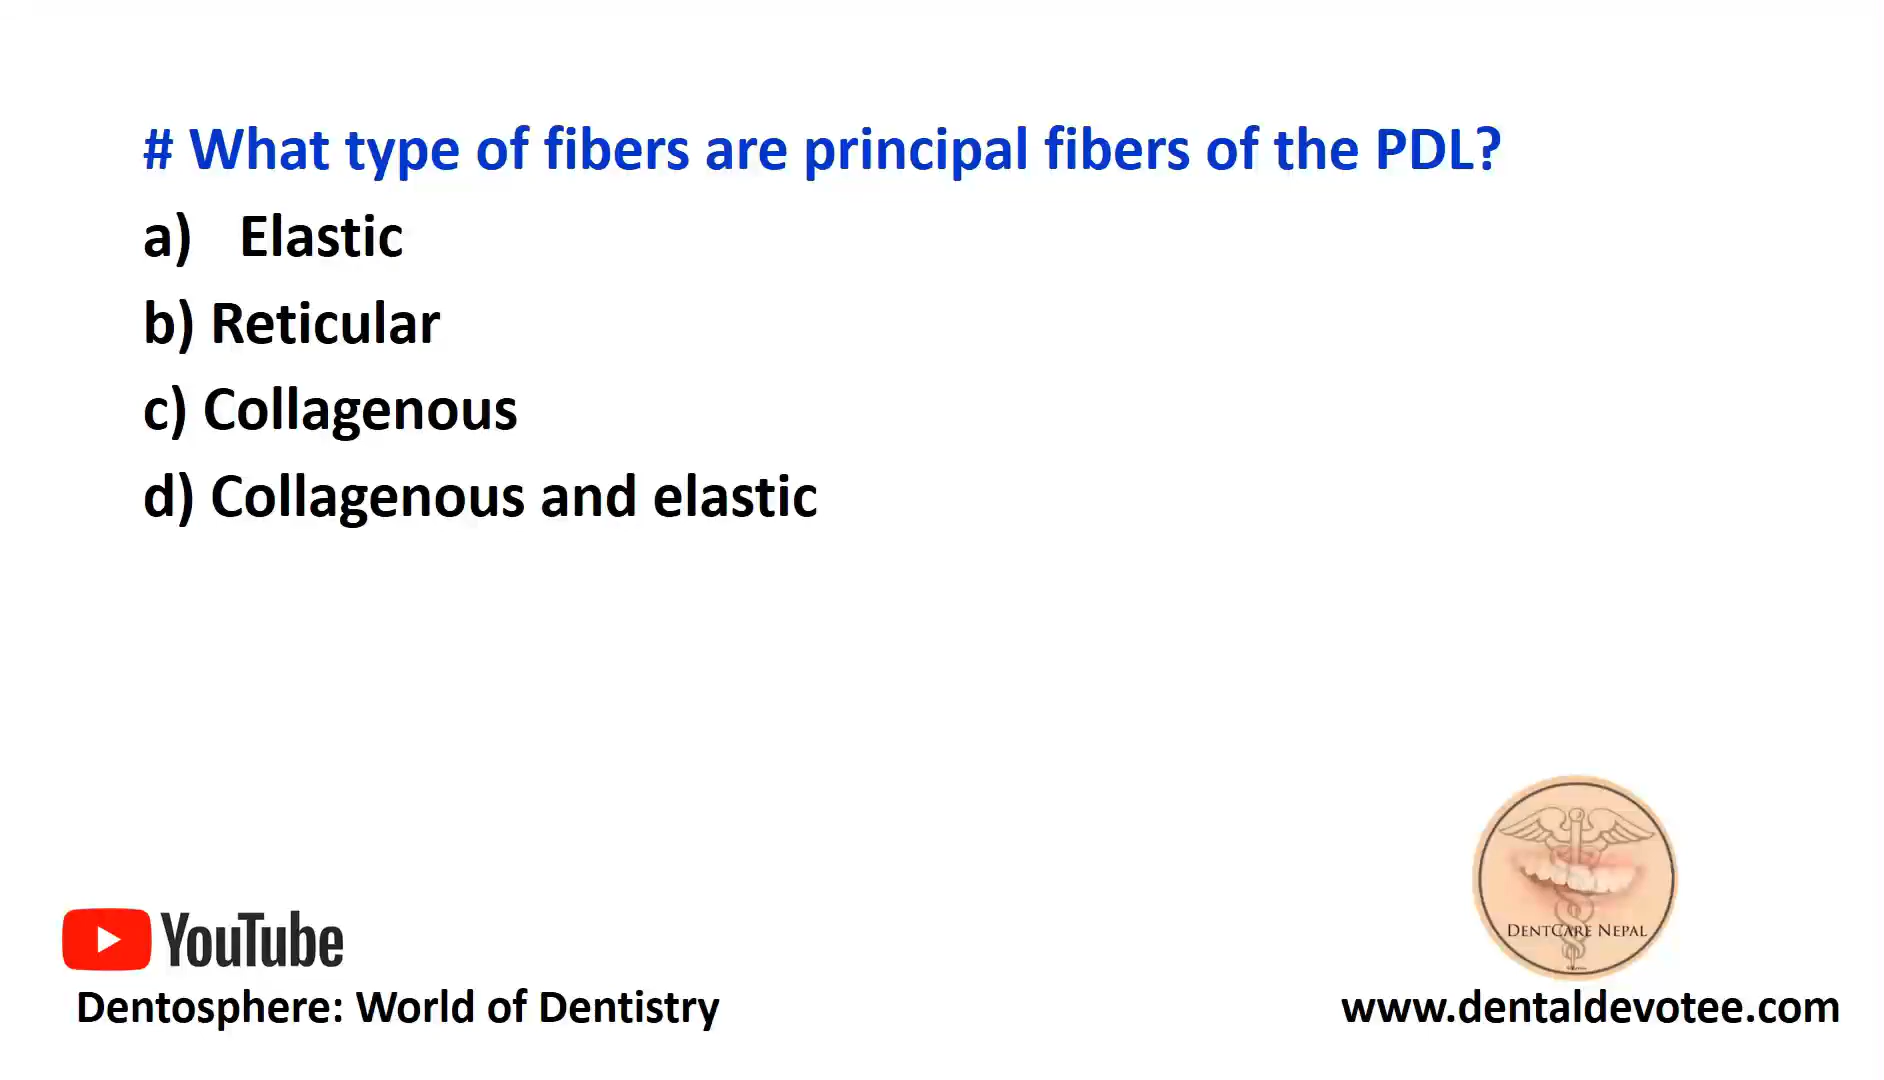 # What type of fibers are principal fibers of the PDL?
a) Elastic
b) Reticular
c) Collagenous
d) Collagenous and elastic
DENTCARE NEPAL
YouTube
Dentosphere: World of Dentistry
www.dentaldevotee.com